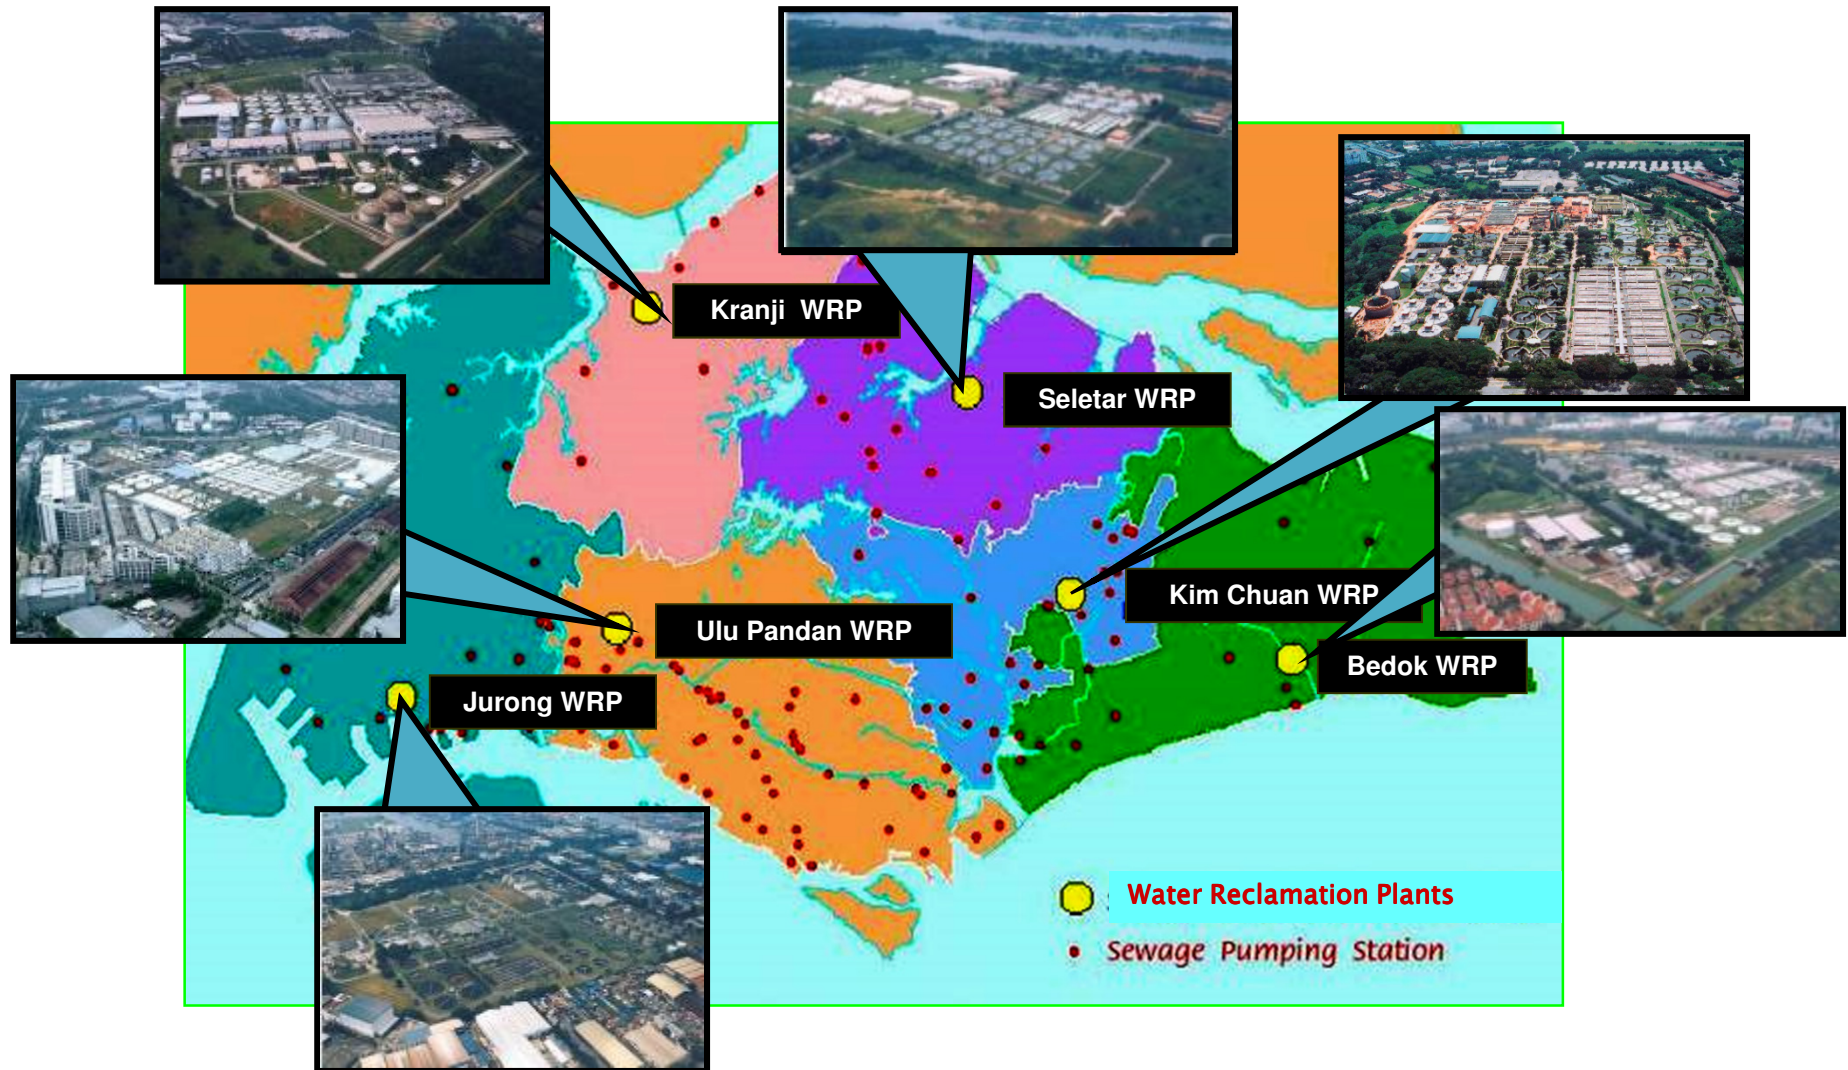 Kranji WRP
Seletar WRP
Kim Chuan WRP
Ulu Pandan WRP
Bedok WRP
Jurong WRP
Water Reclamation Plants
Sewage Pumping Station